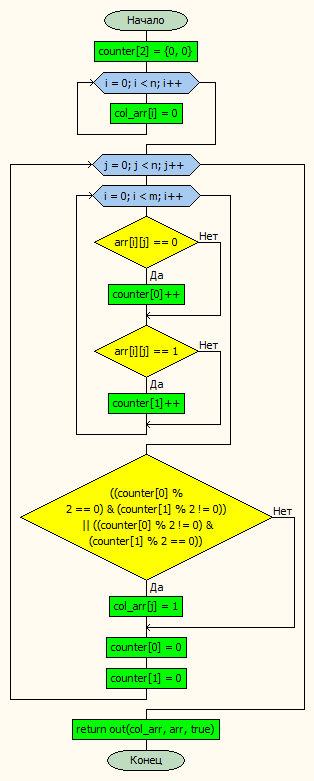 Начало
counter[2] = {0, 0}
i = 0; i < n; i++
col_arr[i] = 0
j = 0; j < n; j++
i = 0; i < m; i++
arr[i][j] == 0
Нет
Да
counter[0]++
arr[i][j] == 1
Нет
Да
counter[1]++
((counter[0] %
2 == 0) & (counter[1] % 2 != 0))
|| ((counter[0] % 2 != 0) &
(counter[1] % 2 == 0))
Нет
Да
col_arr[j] = 1
counter[0] = 0
counter[1] = 0
return out(col_arr, arr, true)
Конец